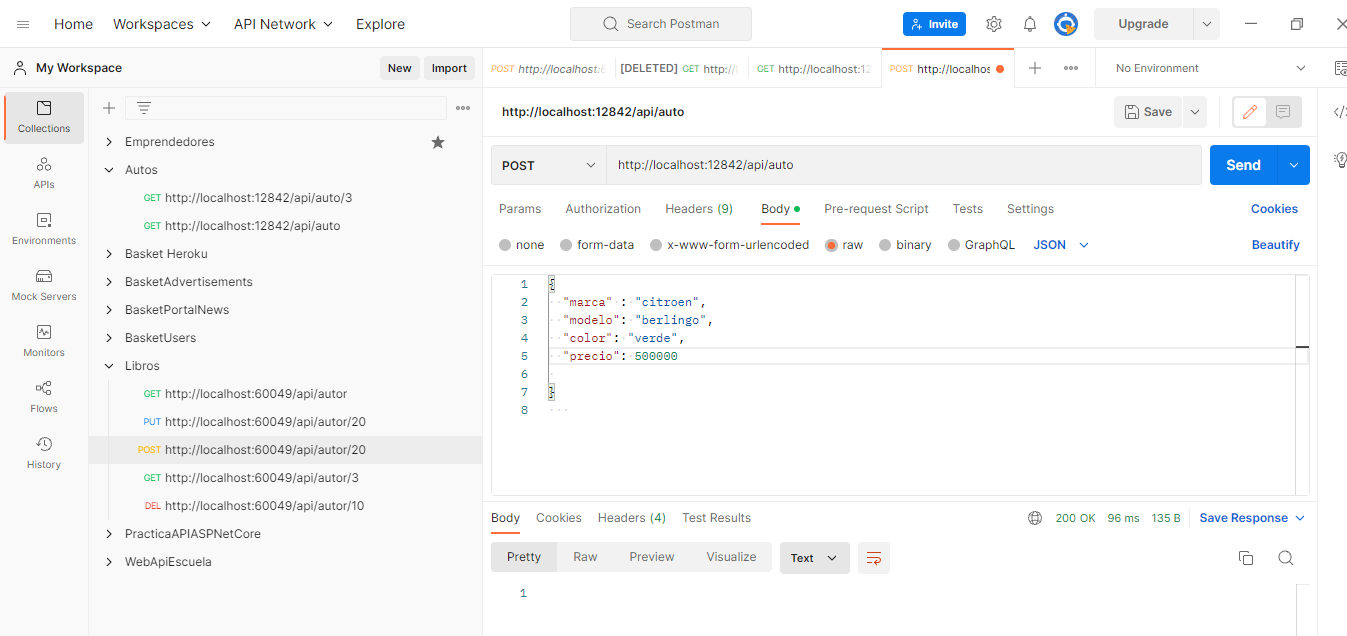 Home Workspaces API Network Explore Search Postman Invite Upgrade
My Workspace New Import
POST http://localhost:6 [DELETED] GET http://l GET http://localhost:12 POST http://localhos No Environment
Collections
APIs
Environments
Mock Servers
Monitors
Flows
History
Emprendedores
Autos
GET http://localhost:12842/api/auto/3
GET http://localhost:12842/api/auto
Basket Heroku
BasketAdvertisements
BasketPortalNews
BasketUsers
Libros
GET http://localhost:60049/api/autor
PUT http://localhost:60049/api/autor/20
POST http://localhost:60049/api/autor/20
GET http://localhost:60049/api/autor/3
DEL http://localhost:60049/api/autor/10
PracticaAPIASPNetCore
WebApiEscuela
http://localhost:12842/api/auto Save
POST http://localhost:12842/api/auto Send
Params Authorization Headers (9) Body Pre-request Script Tests Settings Cookies
none form-data x-www-form-urlencoded raw binary GraphQL JSON Beautify
1 {
2 "marca" : "citroen",
3 "modelo": "berlingo",
4 "color": "verde",
5 "precio": 500000
6
7 }
8
Body Cookies Headers (4) Test Results 200 OK 96 ms 135 B Save Response
Pretty Raw Preview Visualize Text
1